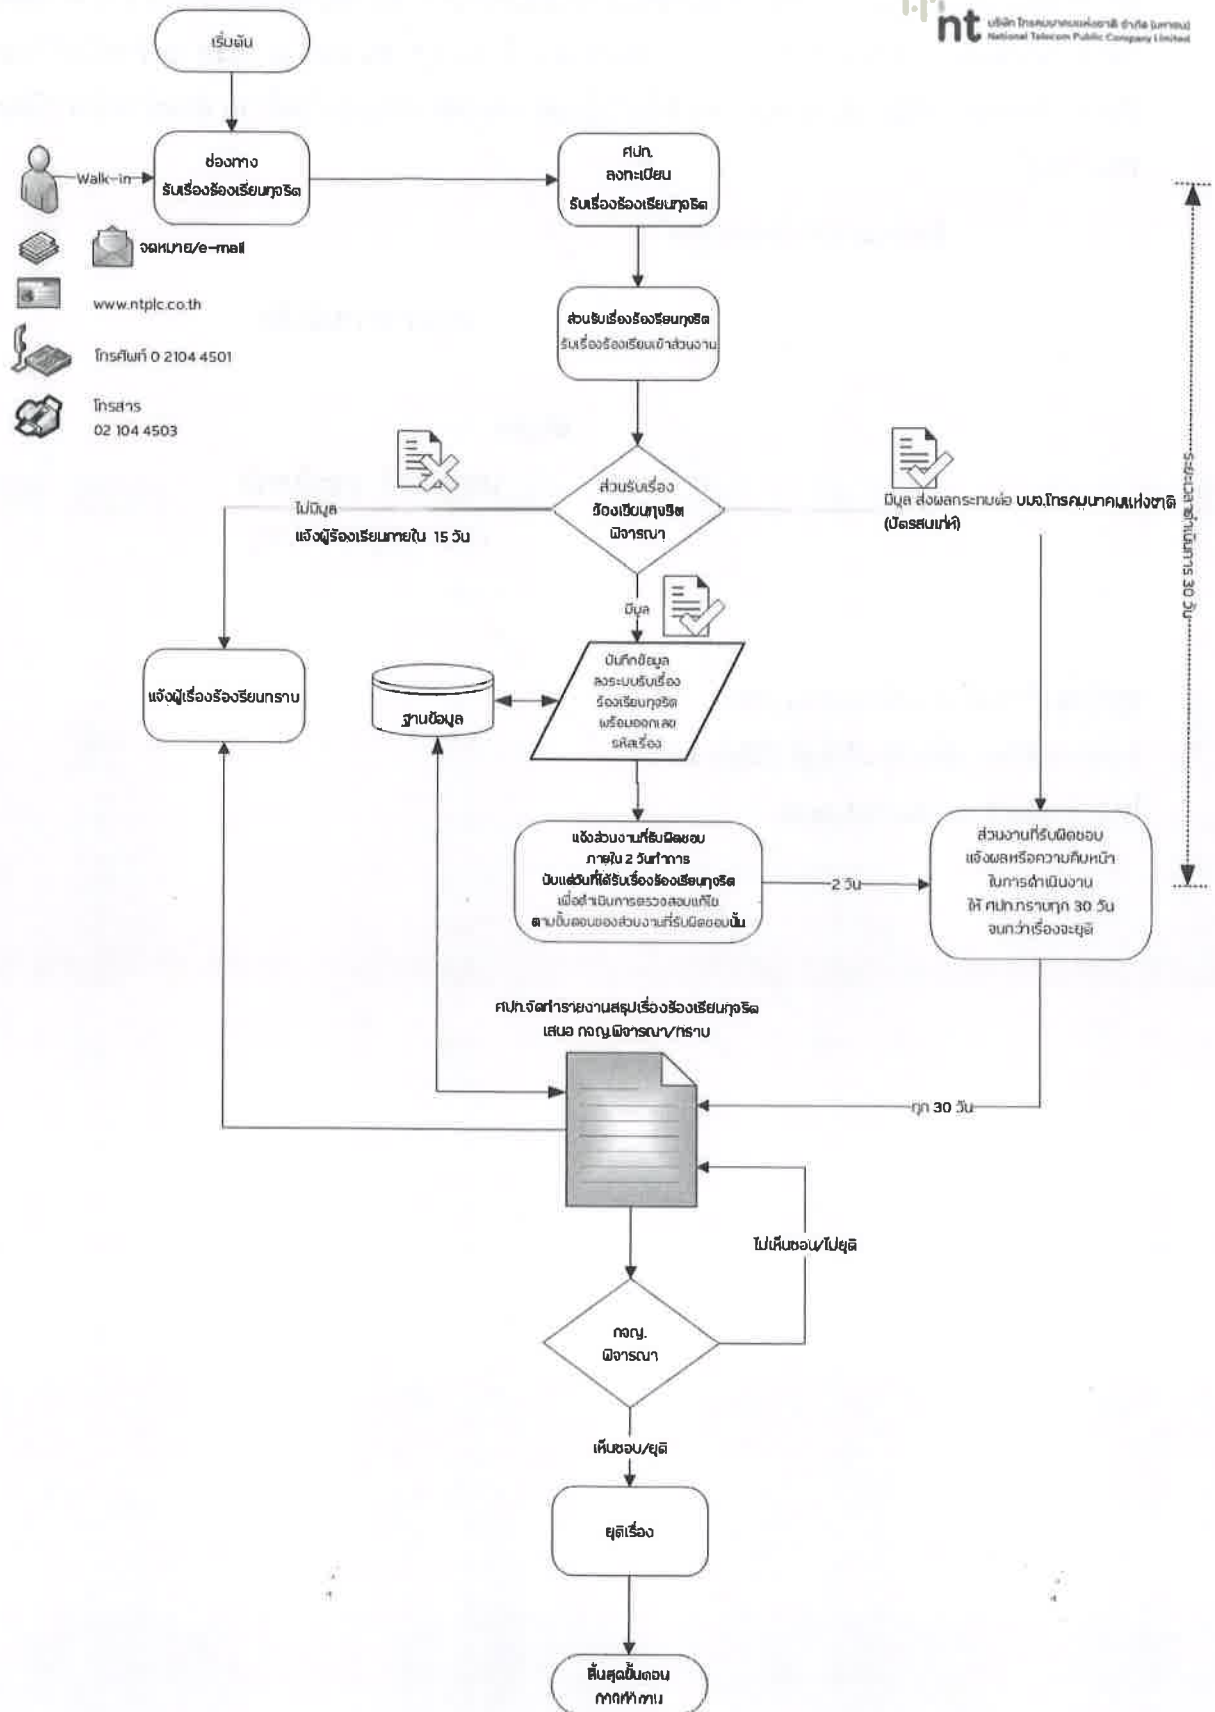 nt บริษัท โทรคมนาคมแห่งชาติ จำกัด (มหาชน)
National Telecom Public Company Limited
เริ่มต้น
Walk-in
ช่องทาง
รับเรื่องร้องเรียนทุจริต
ศปท.
ลงทะเบียน
รับเรื่องร้องเรียนทุจริต
จดหมาย/e-mail
www.ntplc.co.th
โทรศัพท์ 0 2104 4501
โทรสาร
02 104 4503
ส่วนรับเรื่องร้องเรียนทุจริต
รับเรื่องร้องเรียนเข้าส่วนงาน
ส่วนรับเรื่อง
ร้องเรียนทุจริต
พิจารณา
ไม่มีมูล
แจ้งผู้ร้องเรียนภายใน 15 วัน
มีมูล ส่งผลกระทบต่อ บมจ.โทรคมนาคมแห่งชาติ
(บัตรสนเท่ห์)
ระยะเวลาดำเนินการ 30 วัน
มีมูล
แจ้งผู้เรื่องร้องเรียนทราบ
ฐานข้อมูล
บันทึกข้อมูล
ลงระบบรับเรื่อง
ร้องเรียนทุจริต
พร้อมออกเลข
รหัสเรื่อง
แจ้งส่วนงานที่รับผิดชอบ
ภายใน 2 วันทำการ
นับแต่วันที่ได้รับเรื่องร้องเรียนทุจริต
เพื่อดำเนินการตรวจสอบแก้ไข
ตามขั้นตอนของส่วนงานที่รับผิดชอบนั้น
2 วัน
ส่วนงานที่รับผิดชอบ
แจ้งผลหรือความคืบหน้า
ในการดำเนินงาน
ให้ ศปท.ทราบทุก 30 วัน
จนกว่าเรื่องจะยุติ
ศปท.จัดทำรายงานสรุปเรื่องร้องเรียนทุจริต
เสนอ กจญ.พิจารณา/ทราบ
ทุก 30 วัน
ไม่เห็นชอบ/ไม่ยุติ
กจญ.
พิจารณา
เห็นชอบ/ยุติ
ยุติเรื่อง
สิ้นสุดขั้นตอน
การทำงาน